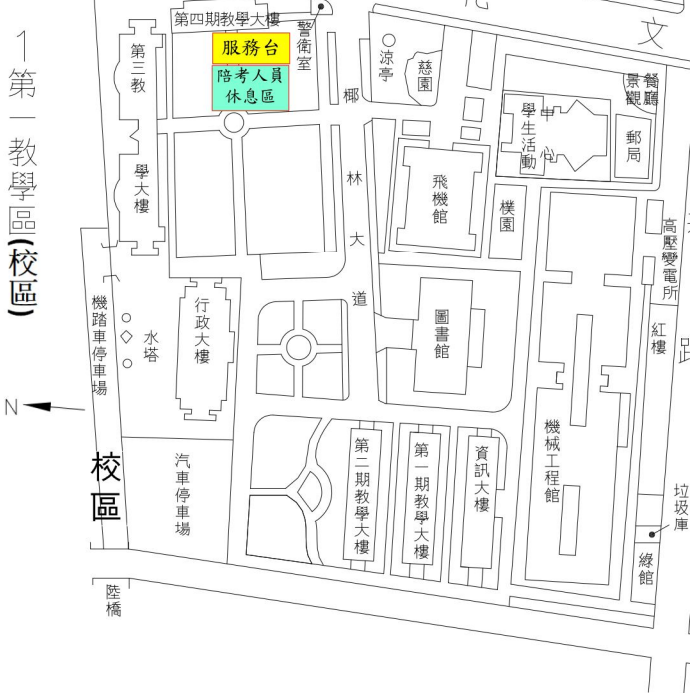 1第一教學區(校區)
第四期教學大樓
警衛室
服務台
陪考人員
休息區
第三教學大樓
涼亭
慈園
椰林大道
文
學生活動
中心
景觀
餐廳
郵局
飛機館
樸園
高壓變電所
機踏車停車場
水塔
行政大樓
圖書館
紅樓
路
N
校區
汽車停車場
第二期教學大樓
第一期教學大樓
資訊大樓
機械工程館
垃圾庫
綠館
陸橋